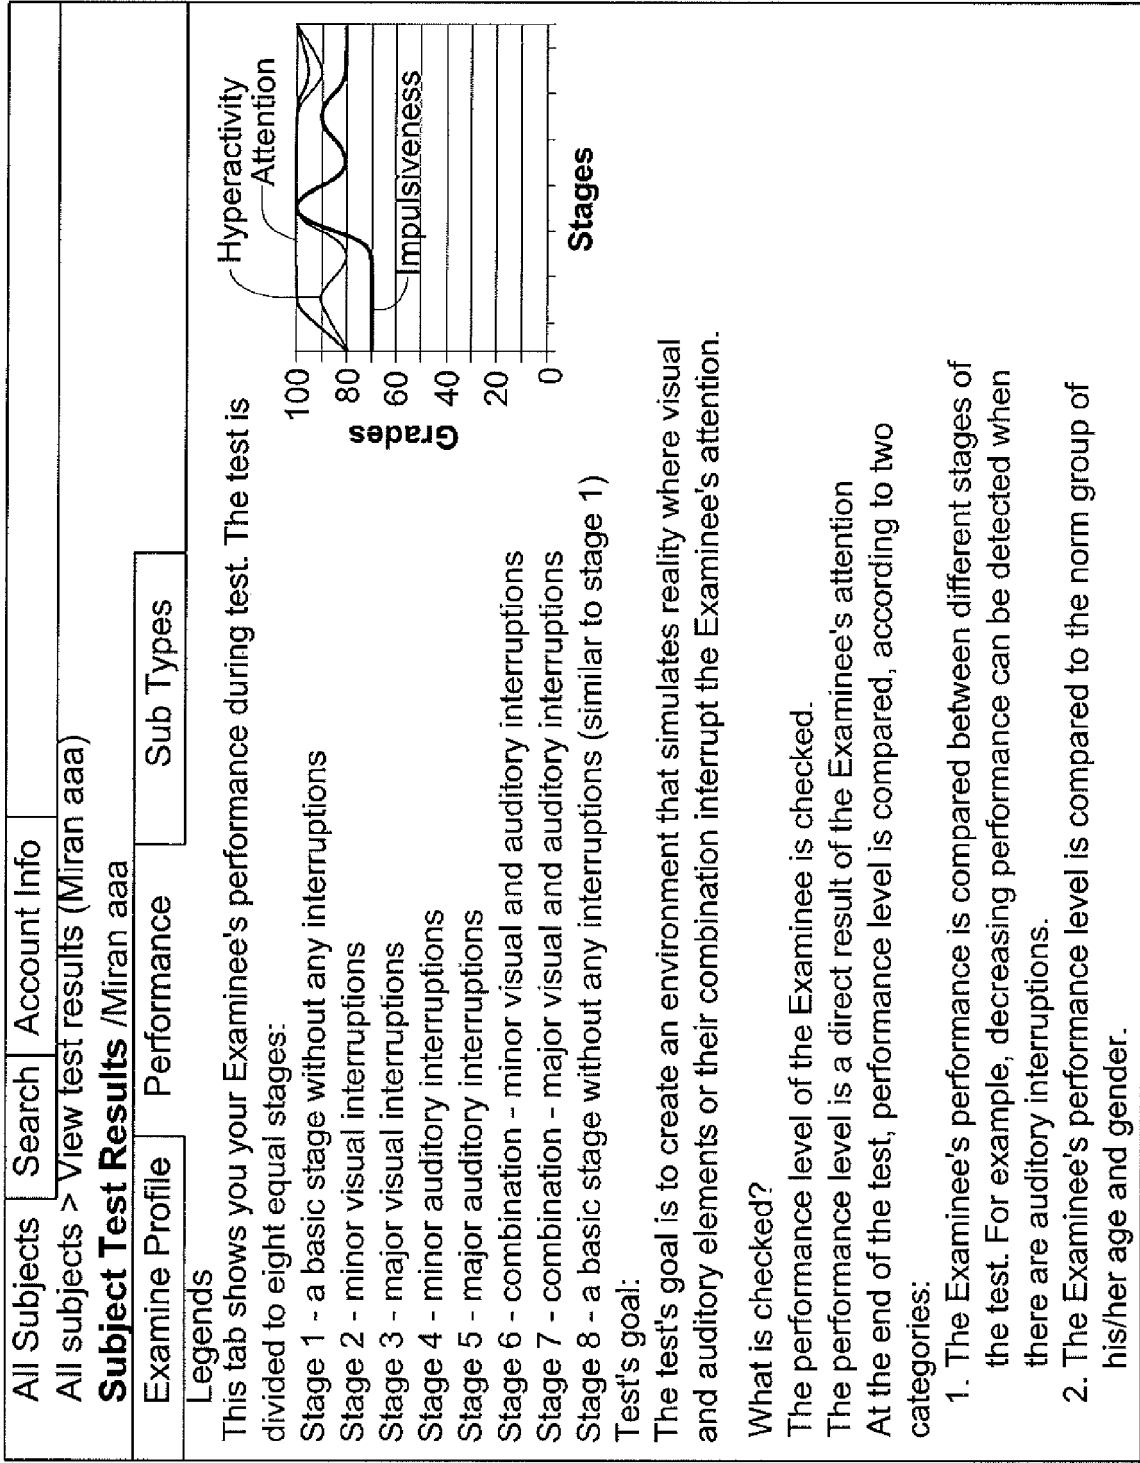 All Subjects Search Account Info
All subjects > View test results (Miran aaa)
Subject Test Results /Miran aaa
Examine Profile Performance Sub Types
Legends
This tab shows you your Examinee's performance during test. The test is
divided to eight equal stages:
Stage 1 - a basic stage without any interruptions
Stage 2 - minor visual interruptions
Stage 3 - major visual interruptions
Stage 4 - minor auditory interruptions
Stage 5 - major auditory interruptions
Stage 6 - combination - minor visual and auditory interruptions
Stage 7 - combination - major visual and auditory interruptions
Stage 8 - a basic stage without any interruptions (similar to stage 1)
Test's goal:
The test's goal is to create an environment that simulates reality where visual
and auditory elements or their combination interrupt the Examinee's attention.
What is checked?
The performance level of the Examinee is checked.
The performance level is a direct result of the Examinee's attention
At the end of the test, performance level is compared, according to two
categories:
1. The Examinee's performance is compared between different stages of
the test. For example, decreasing performance can be detected when
there are auditory interruptions.
2. The Examinee's performance level is compared to the norm group of
his/her age and gender.
Hyperactivity
Attention
Impulsiveness
Grades
100
80
60
40
20
0
Stages